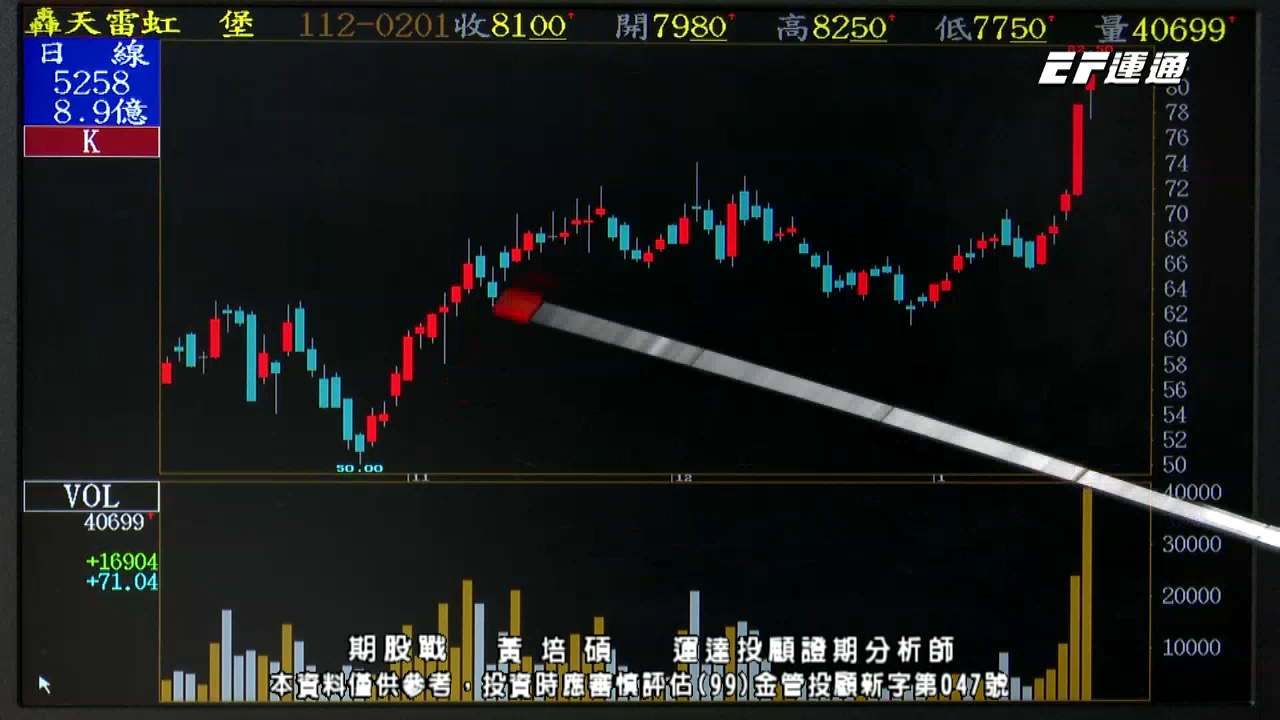 轟天雷虹 堡 112-0201收8100↑ 開7980↑ 高8250↑ 低7750↑ 量40699↑
日 線
5258
8.9億
K
82.50
EF運通
80
78
76
74
72
70
68
66
64
62
60
58
56
54
52
50
50.00
11 12 1
VOL
40699↑
+16904
+71.04
40000
30000
20000
10000
期股戰 黃培碩 運達投顧證期分析師
本資料僅供參考，投資時應審慎評估(99)金管投顧新字第047號